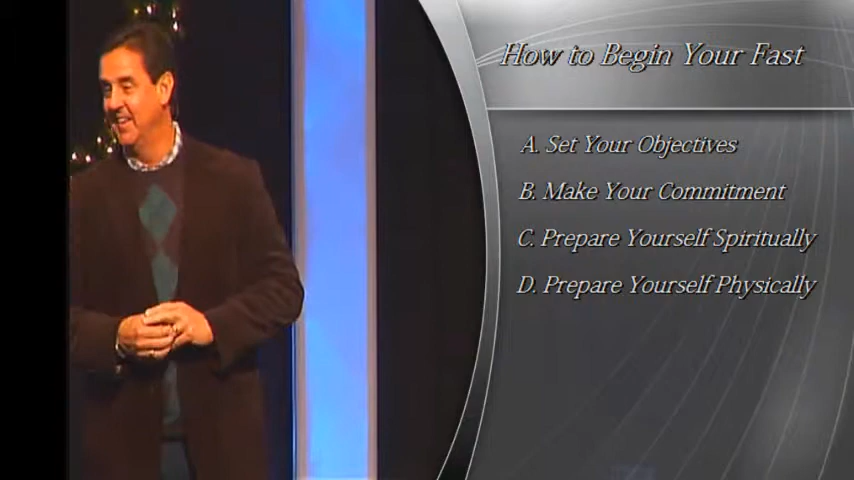 How to Begin Your Fast
A. Set Your Objectives
B. Make Your Commitment
C. Prepare Yourself Spiritually
D. Prepare Yourself Physically